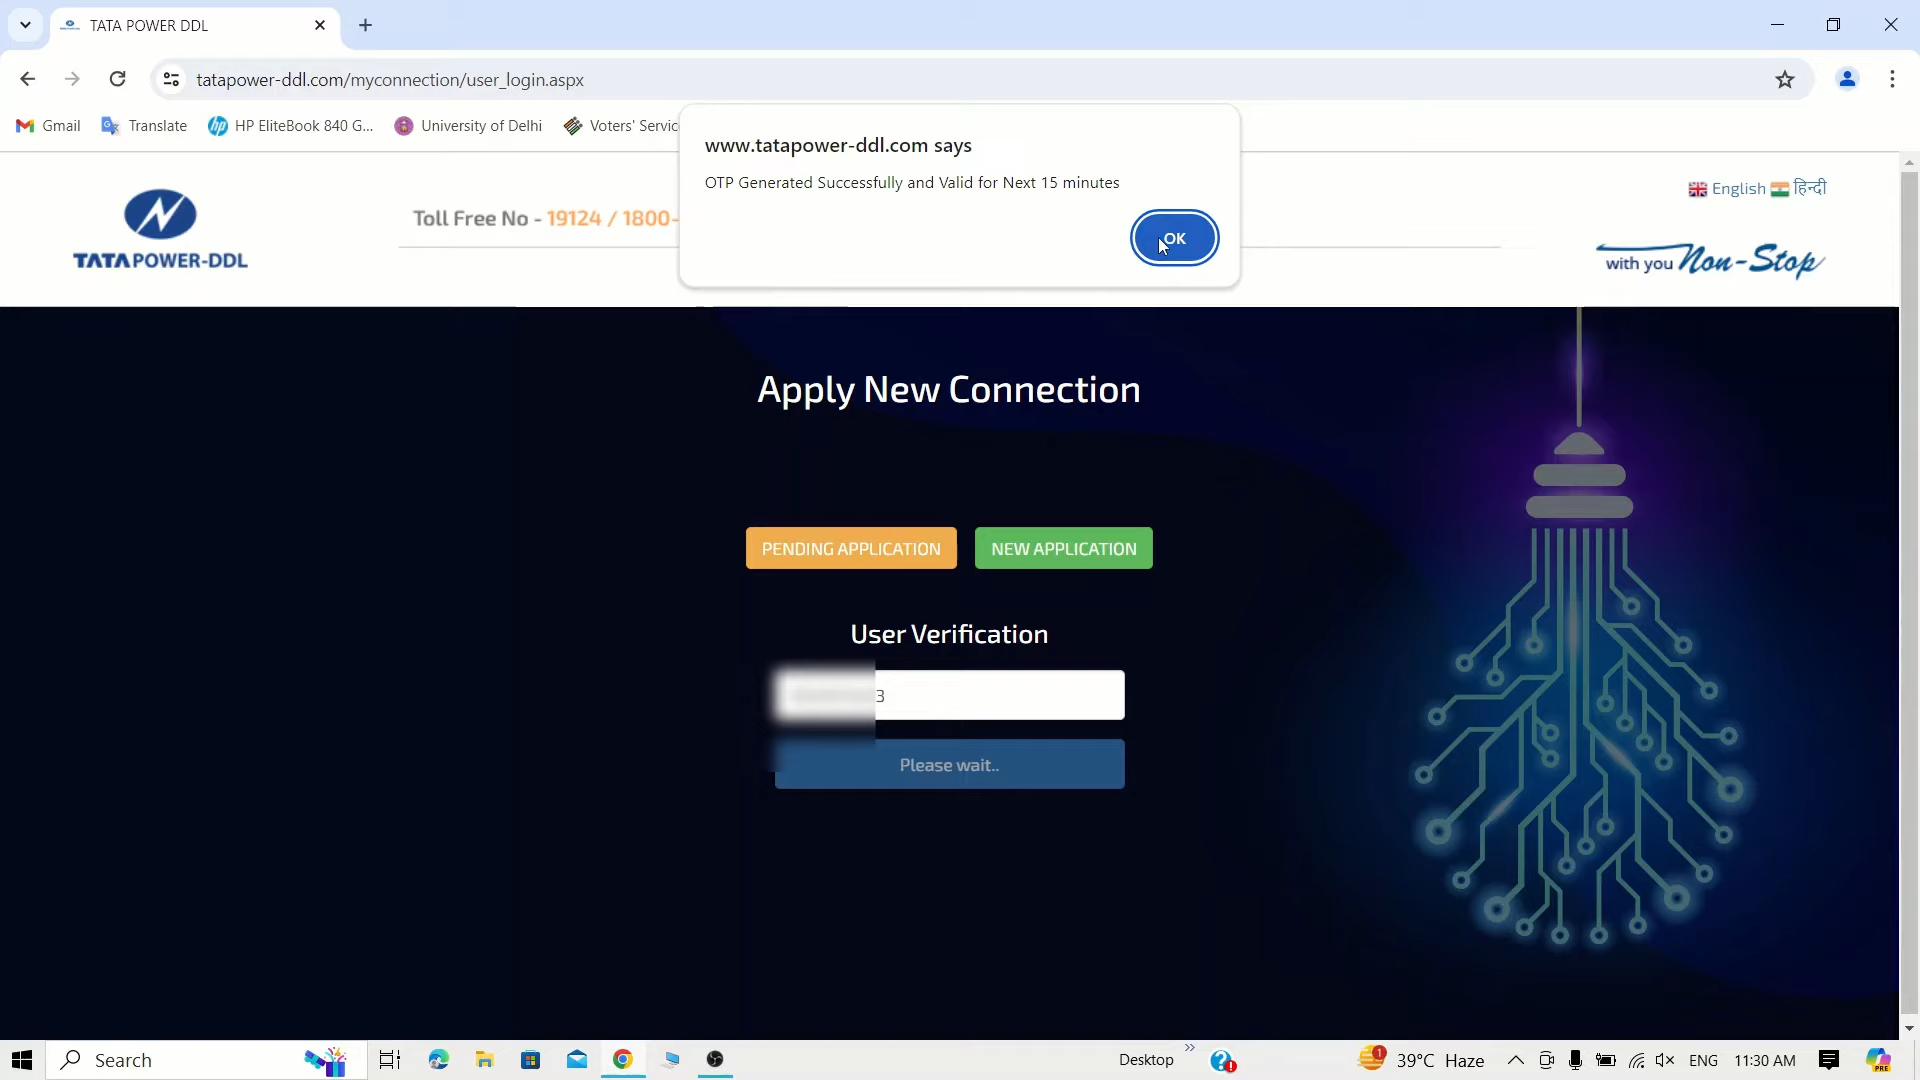 TATA POWER DDL
tatapower-ddl.com/myconnection/user_login.aspx
Gmail
Translate
HP EliteBook 840 G...
University of Delhi
Voters' Servic
www.tatapower-ddl.com says
OTP Generated Successfully and Valid for Next 15 minutes
OK
TATA POWER-DDL
Toll Free No - 19124 / 1800-
English
हिन्दी
with you Non-Stop
Apply New Connection
PENDING APPLICATION
NEW APPLICATION
User Verification
3
Please wait..
Search
Desktop
1
39°C Haze
ENG
11:30 AM
PRE